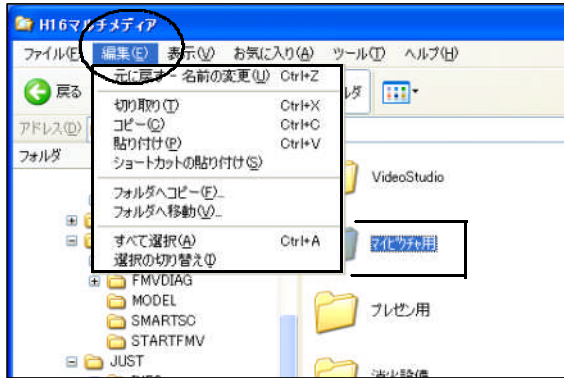 H16マルチメディア
ファイル(F) 編集(E) 表示(V) お気に入り(A) ツール(T) ヘルプ(H)
戻る
元に戻す - 名前の変更(U) Ctrl+Z
切り取り(T) Ctrl+X
コピー(C) Ctrl+C
貼り付け(P) Ctrl+V
ショートカットの貼り付け(S)
フォルダへコピー(F)...
フォルダへ移動(V)...
すべて選択(A) Ctrl+A
選択の切り替え(I)
アドレス(D)
フォルダ
FMVDIAG
MODEL
SMARTSC
STARTFMV
JUST
VideoStudio
マイピクチャ用
プレゼン用
消火設備